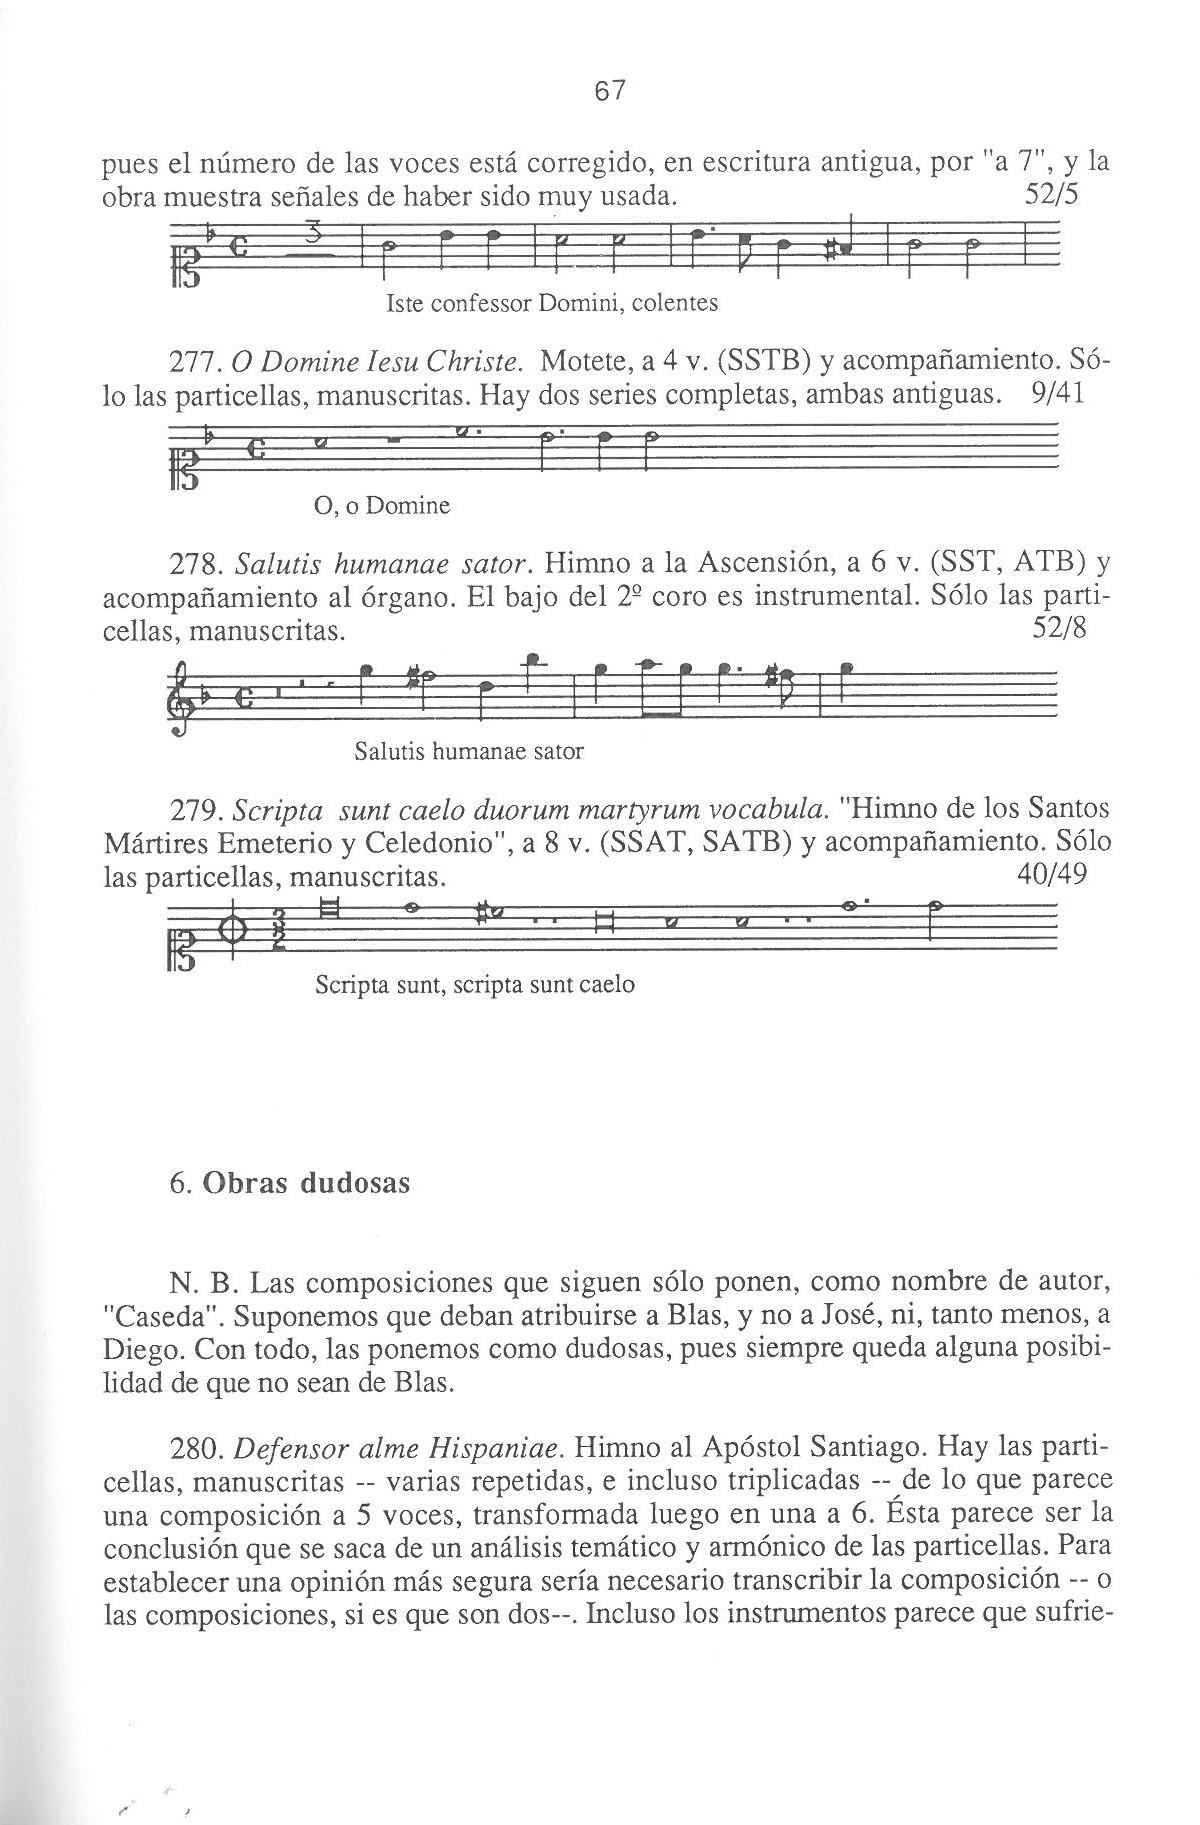 67
pues el número de las voces está corregido, en escritura antigua, por "a 7", y la
obra muestra señales de haber sido muy usada. 52/5
3
Iste confessor Domini, colentes
277. O Domine Iesu Christe. Motete, a 4 v. (SSTB) y acompañamiento. Só-
lo las particellas, manuscritas. Hay dos series completas, ambas antiguas. 9/41
O, o Domine
278. Salutis humanae sator. Himno a la Ascensión, a 6 v. (SST, ATB) y
acompañamiento al órgano. El bajo del 2º coro es instrumental. Sólo las parti-
cellas, manuscritas. 52/8
Salutis humanae sator
279. Scripta sunt caelo duorum martyrum vocabula. "Himno de los Santos
Mártires Emeterio y Celedonio", a 8 v. (SSAT, SATB) y acompañamiento. Sólo
las particellas, manuscritas. 40/49
3
2
Scripta sunt, scripta sunt caelo
6. Obras dudosas
N. B. Las composiciones que siguen sólo ponen, como nombre de autor,
"Caseda". Suponemos que deban atribuirse a Blas, y no a José, ni, tanto menos, a
Diego. Con todo, las ponemos como dudosas, pues siempre queda alguna posibi-
lidad de que no sean de Blas.
280. Defensor alme Hispaniae. Himno al Apóstol Santiago. Hay las parti-
cellas, manuscritas -- varias repetidas, e incluso triplicadas -- de lo que parece
una composición a 5 voces, transformada luego en una a 6. Ésta parece ser la
conclusión que se saca de un análisis temático y armónico de las particellas. Para
establecer una opinión más segura sería necesario transcribir la composición -- o
las composiciones, si es que son dos--. Incluso los instrumentos parece que sufrie-